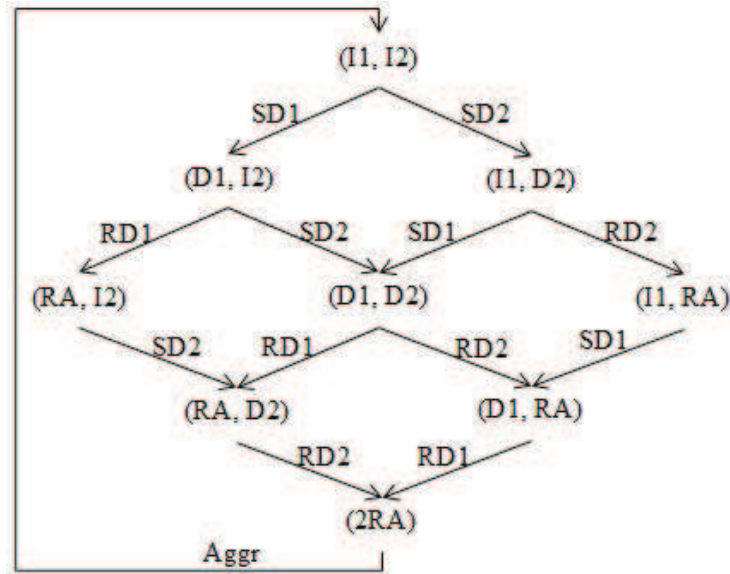 (I1, I2)
SD1 SD2
(D1, I2) (I1, D2)
RD1 SD2 SD1 RD2
(RA, I2) (D1, D2) (I1, RA)
SD2 RD1 RD2 SD1
(RA, D2) (D1, RA)
RD2 RD1
(2RA)
Aggr